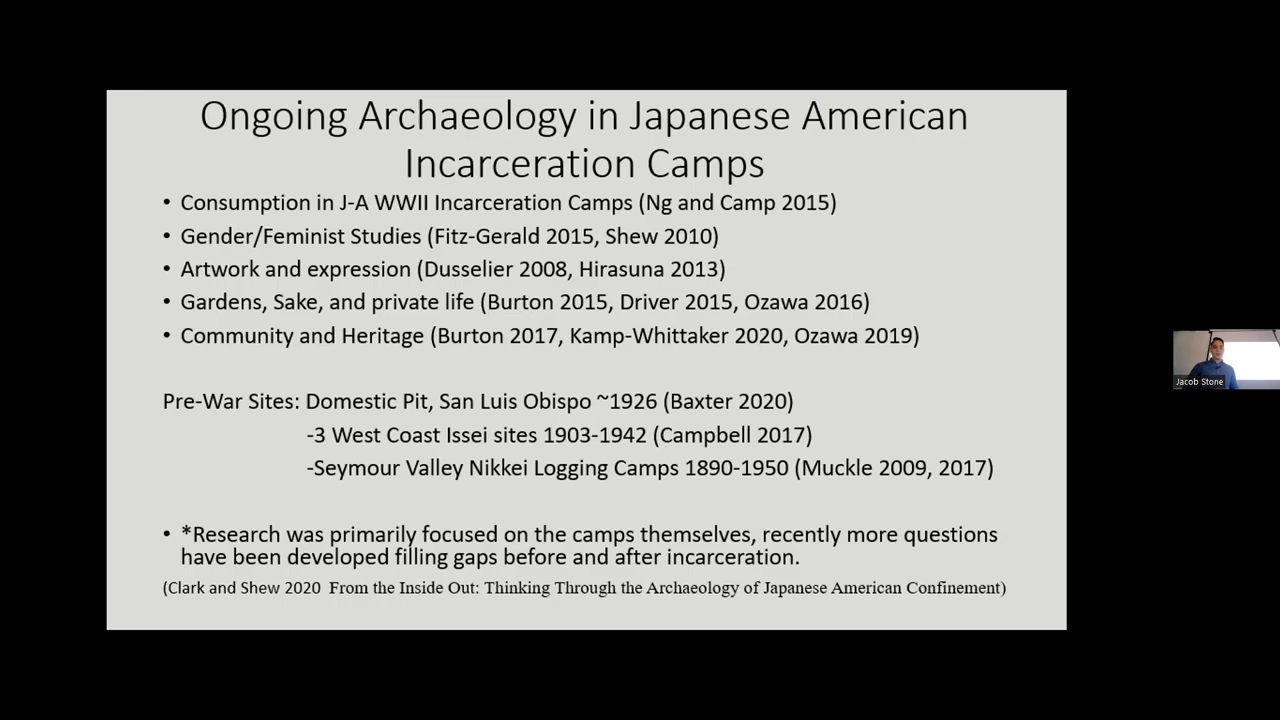 Ongoing Archaeology in Japanese American
Incarceration Camps
• Consumption in J-A WWII Incarceration Camps (Ng and Camp 2015)
• Gender/Feminist Studies (Fitz-Gerald 2015, Shew 2010)
• Artwork and expression (Dusselier 2008, Hirasuna 2013)
• Gardens, Sake, and private life (Burton 2015, Driver 2015, Ozawa 2016)
• Community and Heritage (Burton 2017, Kamp-Whittaker 2020, Ozawa 2019)
Pre-War Sites: Domestic Pit, San Luis Obispo ~1926 (Baxter 2020)
-3 West Coast Issei sites 1903-1942 (Campbell 2017)
-Seymour Valley Nikkei Logging Camps 1890-1950 (Muckle 2009, 2017)
• *Research was primarily focused on the camps themselves, recently more questions
have been developed filling gaps before and after incarceration.
(Clark and Shew 2020 From the Inside Out: Thinking Through the Archaeology of Japanese American Confinement)
Jacob Stone